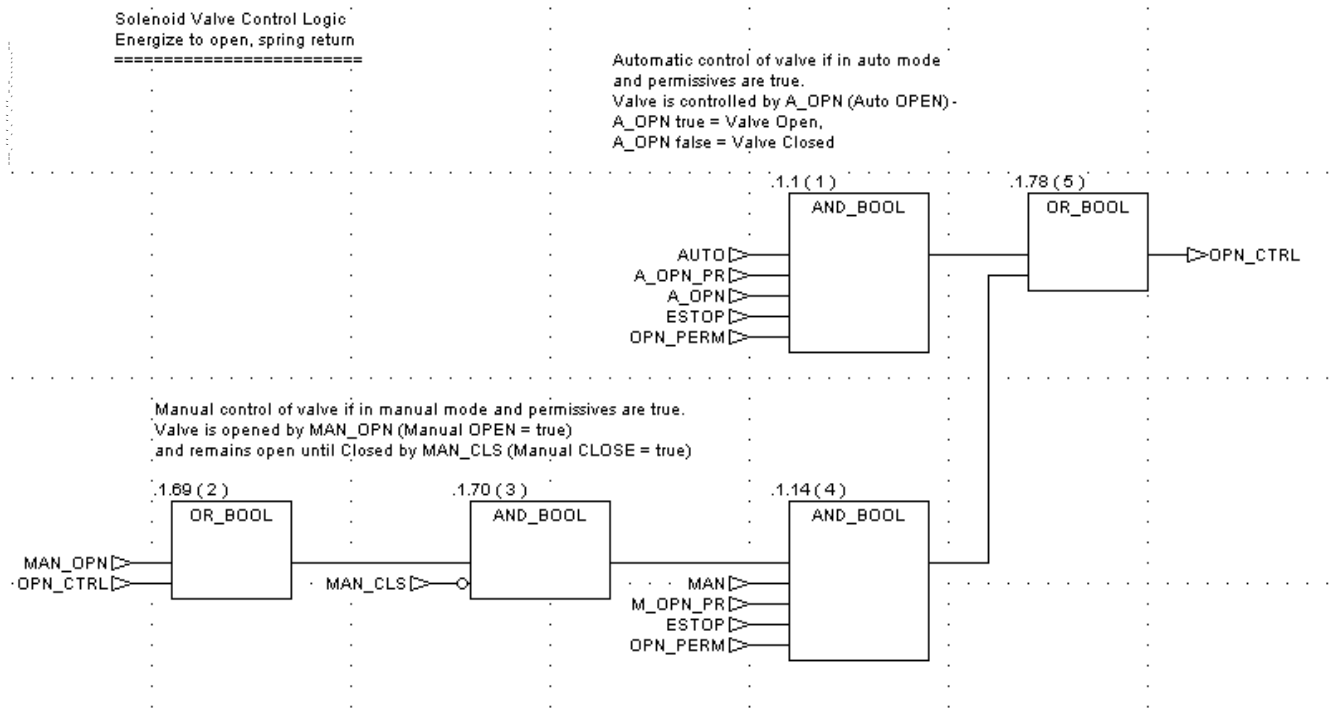 Solenoid Valve Control Logic
Energize to open, spring return
=========================
Automatic control of valve if in auto mode
and permissives are true.
Valve is controlled by A_OPN (Auto OPEN) -
A_OPN true = Valve Open,
A_OPN false = Valve Closed
.1.1 ( 1 )
AND_BOOL
AUTO
A_OPN_PR
A_OPN
ESTOP
OPN_PERM
.1.78 ( 5 )
OR_BOOL
OPN_CTRL
Manual control of valve if in manual mode and permissives are true.
Valve is opened by MAN_OPN (Manual OPEN = true)
and remains open until Closed by MAN_CLS (Manual CLOSE = true)
.1.69 ( 2 )
OR_BOOL
MAN_OPN
OPN_CTRL
.1.70 ( 3 )
AND_BOOL
MAN_CLS
.1.14 ( 4 )
AND_BOOL
MAN
M_OPN_PR
ESTOP
OPN_PERM